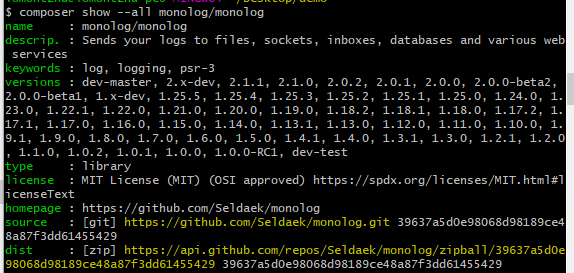 $ composer show --all monolog/monolog
name : monolog/monolog
descrip. : Sends your logs to files, sockets, inboxes, databases and various web
services
keywords : log, logging, psr-3
versions : dev-master, 2.x-dev, 2.1.1, 2.1.0, 2.0.2, 2.0.1, 2.0.0, 2.0.0-beta2,
2.0.0-beta1, 1.x-dev, 1.25.5, 1.25.4, 1.25.3, 1.25.2, 1.25.1, 1.25.0, 1.24.0, 1.
23.0, 1.22.1, 1.22.0, 1.21.0, 1.20.0, 1.19.0, 1.18.2, 1.18.1, 1.18.0, 1.17.2, 1.
17.1, 1.17.0, 1.16.0, 1.15.0, 1.14.0, 1.13.1, 1.13.0, 1.12.0, 1.11.0, 1.10.0, 1.
9.1, 1.9.0, 1.8.0, 1.7.0, 1.6.0, 1.5.0, 1.4.1, 1.4.0, 1.3.1, 1.3.0, 1.2.1, 1.2.0
, 1.1.0, 1.0.2, 1.0.1, 1.0.0, 1.0.0-RC1, dev-test
type : library
license : MIT License (MIT) (OSI approved) https://spdx.org/licenses/MIT.html#l
icenseText
homepage : https://github.com/Seldaek/monolog
source : [git] https://github.com/Seldaek/monolog.git 39637a5d0e98068d98189ce4
8a87f3dd61455429
dist : [zip] https://api.github.com/repos/Seldaek/monolog/zipball/39637a5d0e
98068d98189ce48a87f3dd61455429 39637a5d0e98068d98189ce48a87f3dd61455429